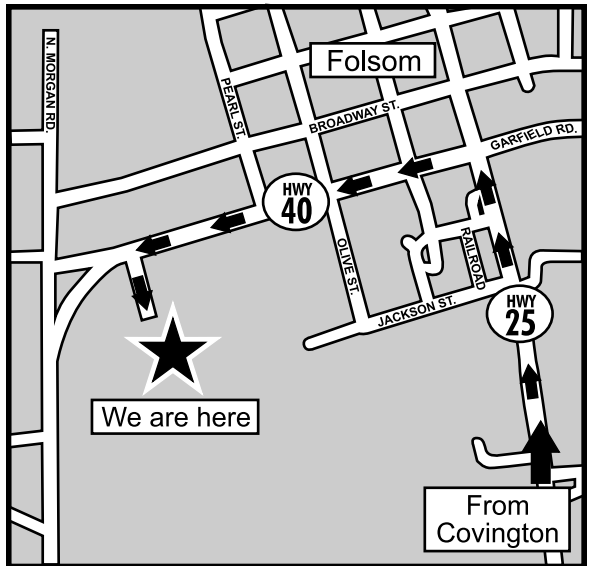 Folsom
N. MORGAN RD.
PEARL ST.
BROADWAY ST.
GARFIELD RD.
HWY
40
OLIVE ST.
RAILROAD
JACKSON ST.
HWY
25
We are here
From
Covington